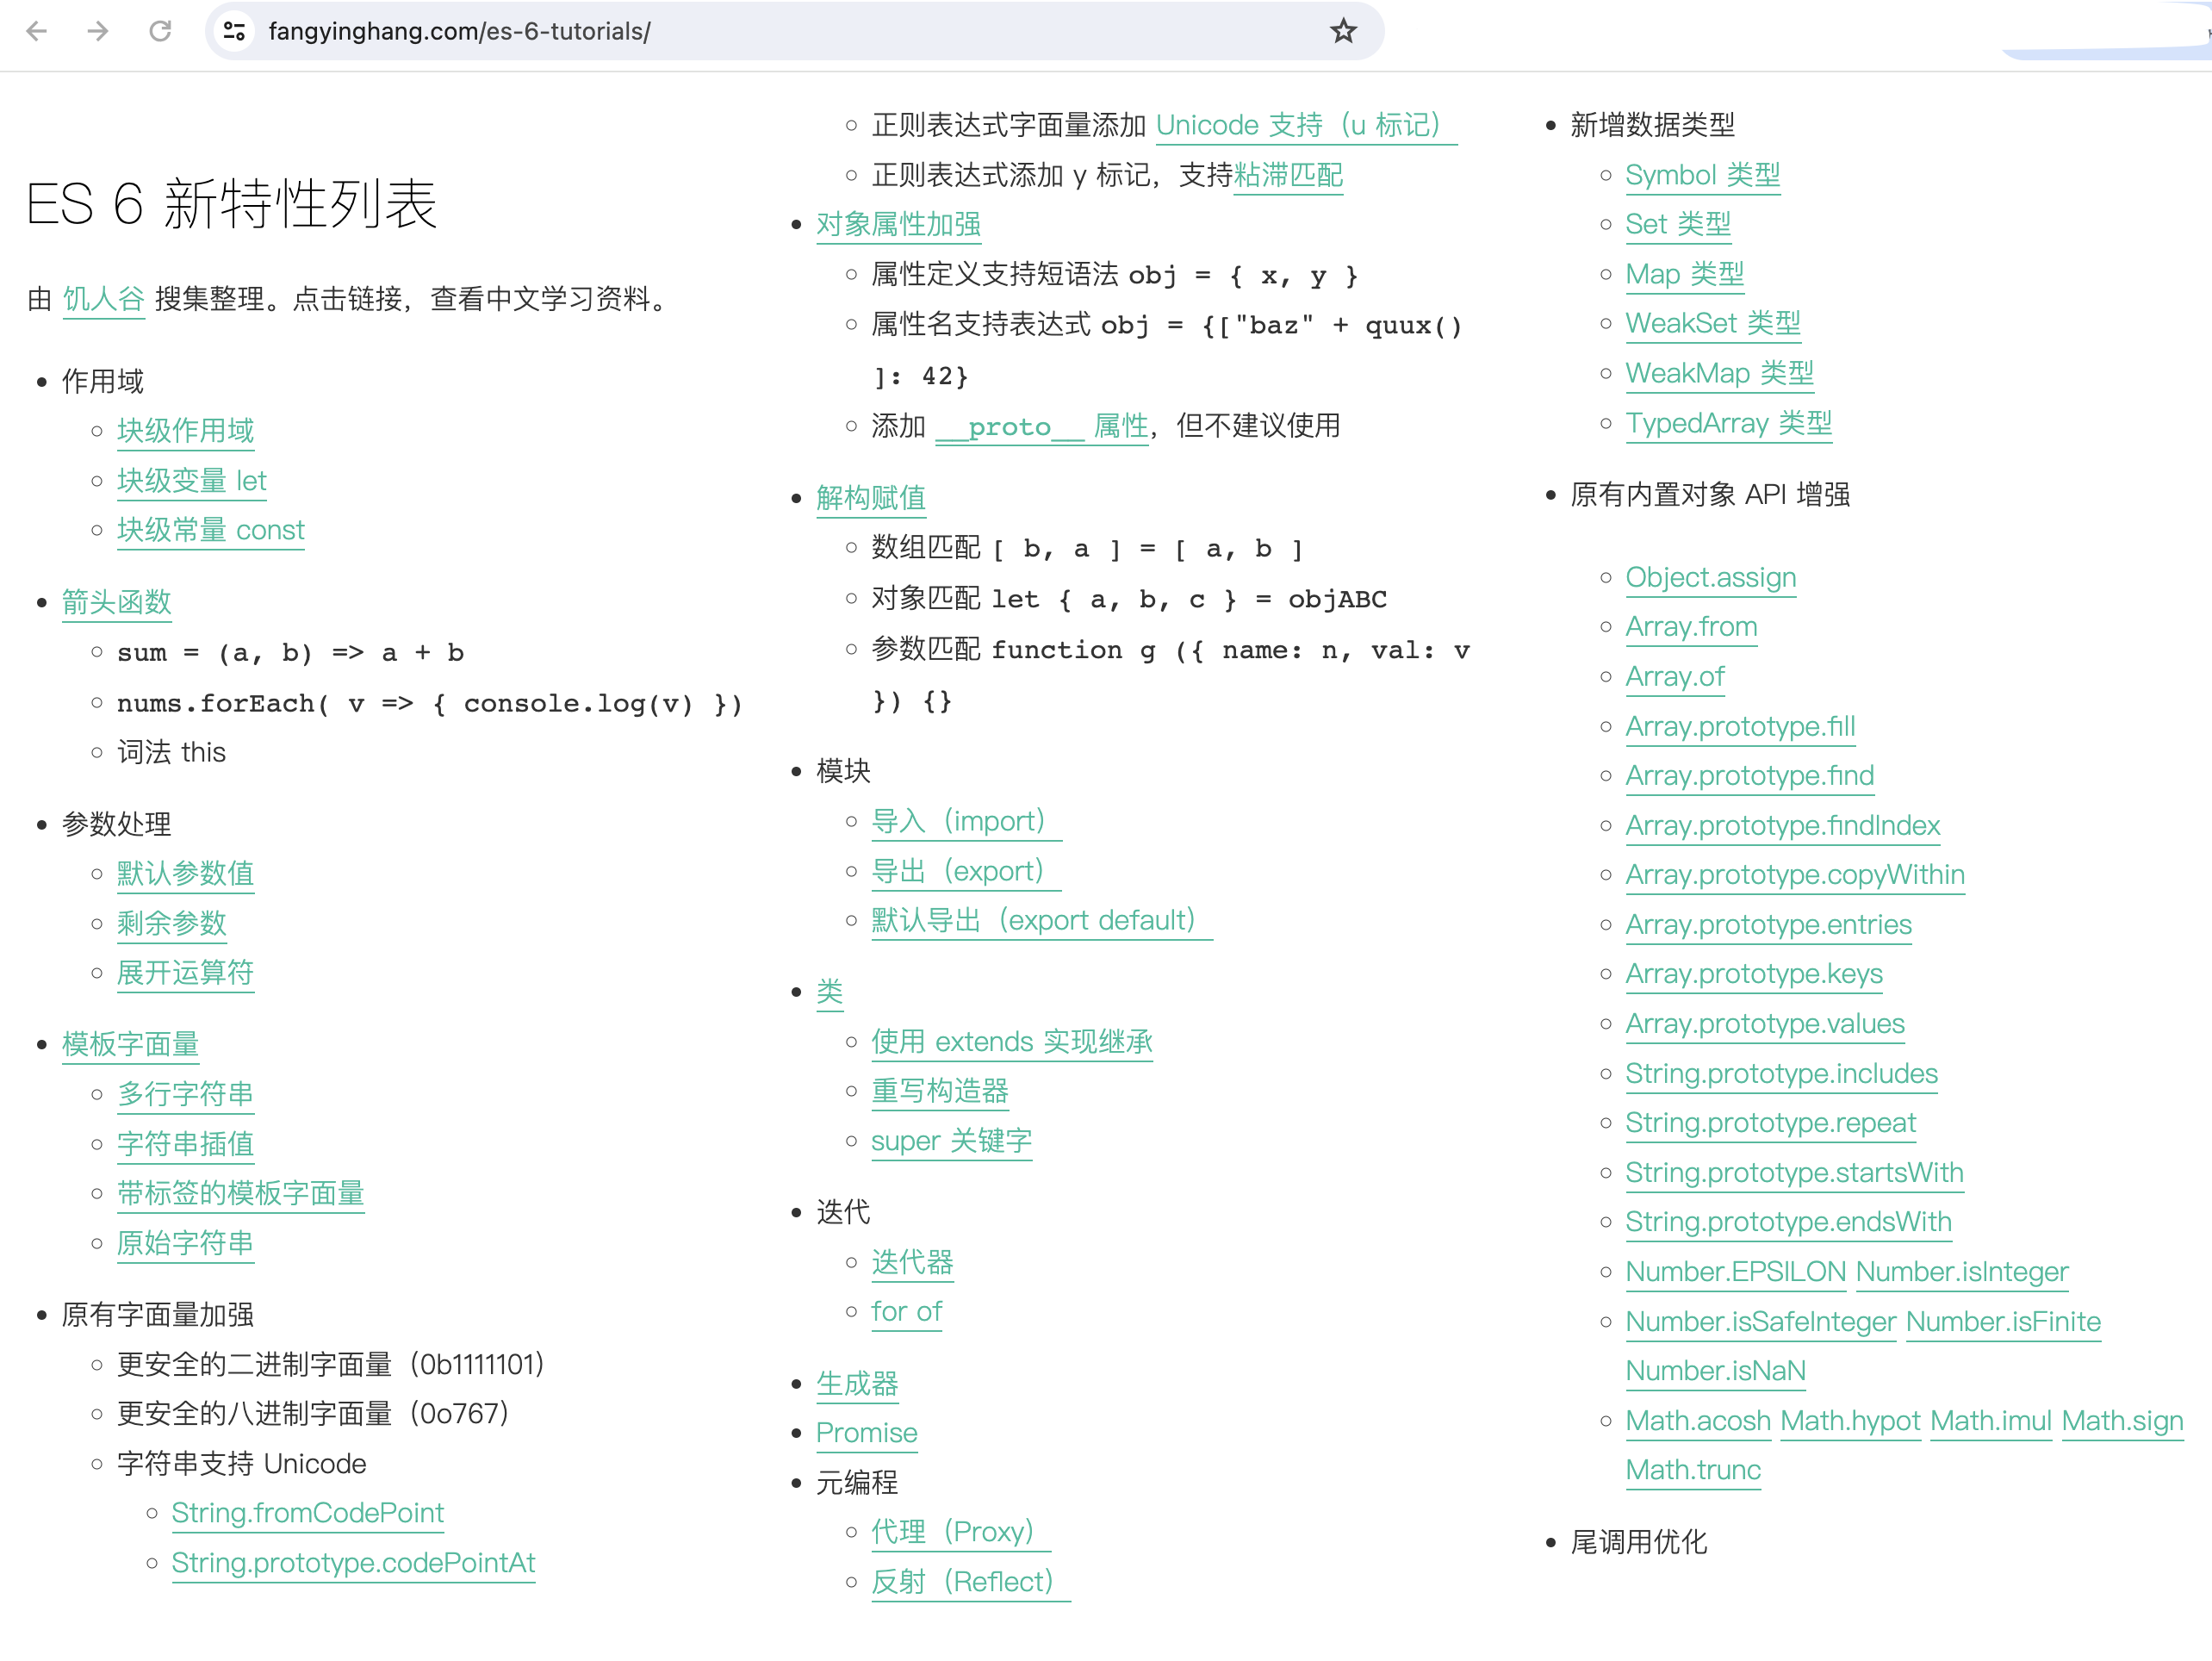 fangyinghang.com/es-6-tutorials/
ES 6 新特性列表
由 饥人谷 搜集整理。点击链接，查看中文学习资料。
作用域
块级作用域
块级变量 let
块级常量 const
箭头函数
sum = (a, b) => a + b
nums.forEach( v => { console.log(v) })
词法 this
参数处理
默认参数值
剩余参数
展开运算符
模板字面量
多行字符串
字符串插值
带标签的模板字面量
原始字符串
原有字面量加强
更安全的二进制字面量（0b1111101）
更安全的八进制字面量（0o767）
字符串支持 Unicode
String.fromCodePoint
String.prototype.codePointAt
正则表达式字面量添加 Unicode 支持（u 标记）
正则表达式添加 y 标记，支持粘滞匹配
对象属性加强
属性定义支持短语法 obj = { x, y }
属性名支持表达式 obj = {["baz" + quux()
]: 42}
添加 __proto__ 属性，但不建议使用
解构赋值
数组匹配 [ b, a ] = [ a, b ]
对象匹配 let { a, b, c } = objABC
参数匹配 function g ({ name: n, val: v
}) {}
模块
导入（import）
导出（export）
默认导出（export default）
类
使用 extends 实现继承
重写构造器
super 关键字
迭代
迭代器
for of
生成器
Promise
元编程
代理（Proxy）
反射（Reflect）
新增数据类型
Symbol 类型
Set 类型
Map 类型
WeakSet 类型
WeakMap 类型
TypedArray 类型
原有内置对象 API 增强
Object.assign
Array.from
Array.of
Array.prototype.fill
Array.prototype.find
Array.prototype.findIndex
Array.prototype.copyWithin
Array.prototype.entries
Array.prototype.keys
Array.prototype.values
String.prototype.includes
String.prototype.repeat
String.prototype.startsWith
String.prototype.endsWith
Number.EPSILON Number.isInteger
Number.isSafeInteger Number.isFinite
Number.isNaN
Math.acosh Math.hypot Math.imul Math.sign
Math.trunc
尾调用优化